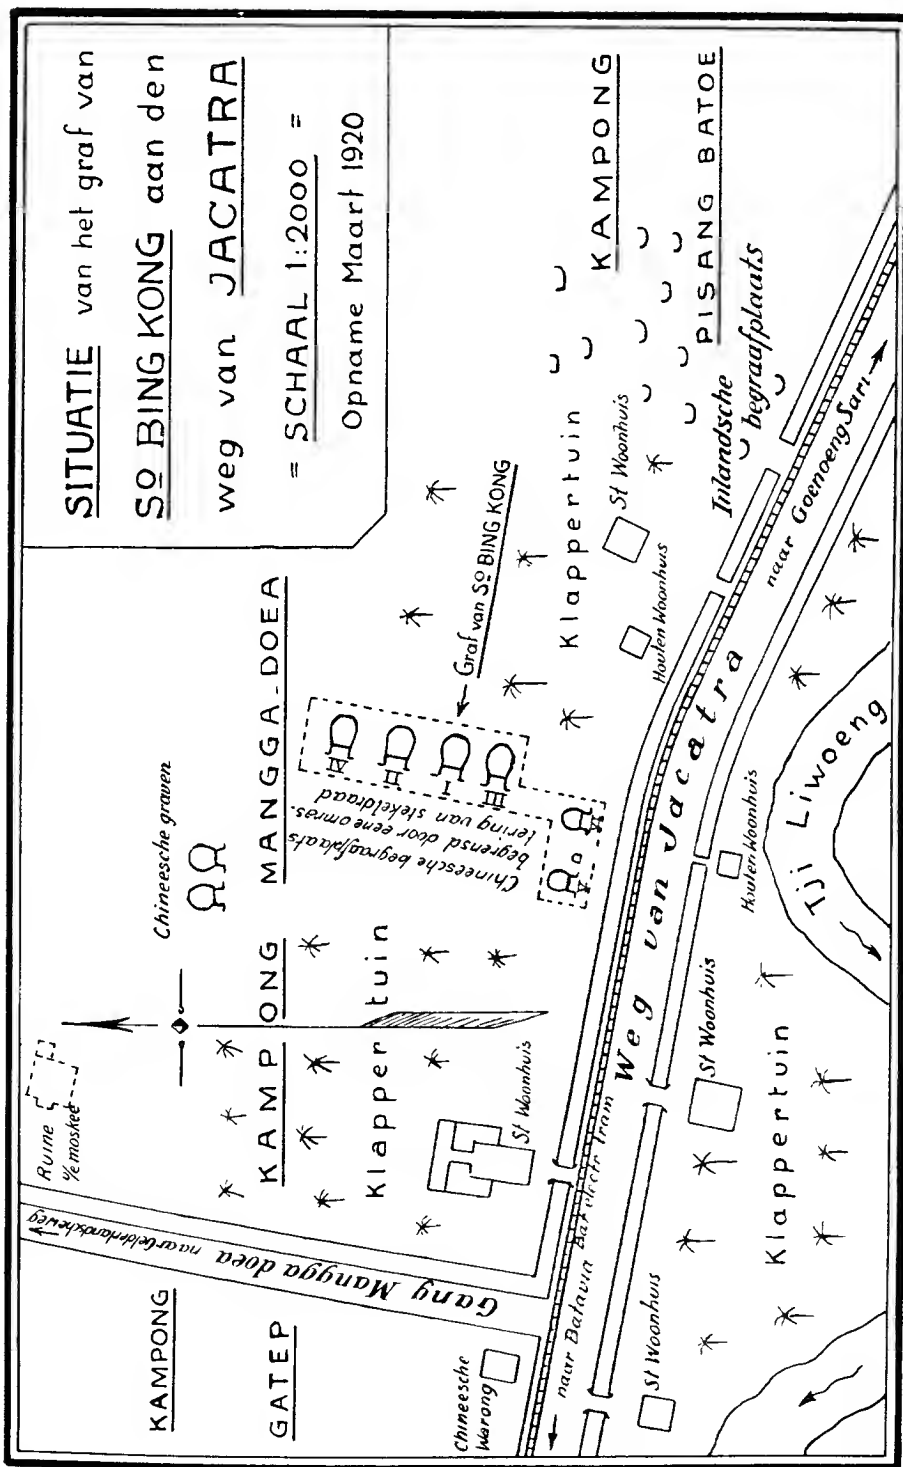 SITUATIE van het graf van
So BING KONG aan den
weg van JACATRA
= SCHAAL 1:2000 =
Opname Maart 1920
Ruine
v/e moskee
Chineesche graven
KAMPONG MANGGA-DOEA
KAMPONG
GATEP
Gang Mangga doea
naar Gelderlandscheweg
Klappertuin
St Woonhuis
Chineesche
Warong
Chineesche begraafplaats
begrensd door eene omras-
tering van stekeldraad
IV
II
I
III
V
VI
Graf van So BING KONG
Klappertuin
St Woonhuis
Houten Woonhuis
KAMPONG
PISANG BATOE
Inlandsche
begraafplaats
naar Batavia
Bat. electr. tram
Weg van Jacatra
naar Goenoeng Sari
St Woonhuis
St Woonhuis
Houten Woonhuis
Klappertuin
Tji Liwoeng